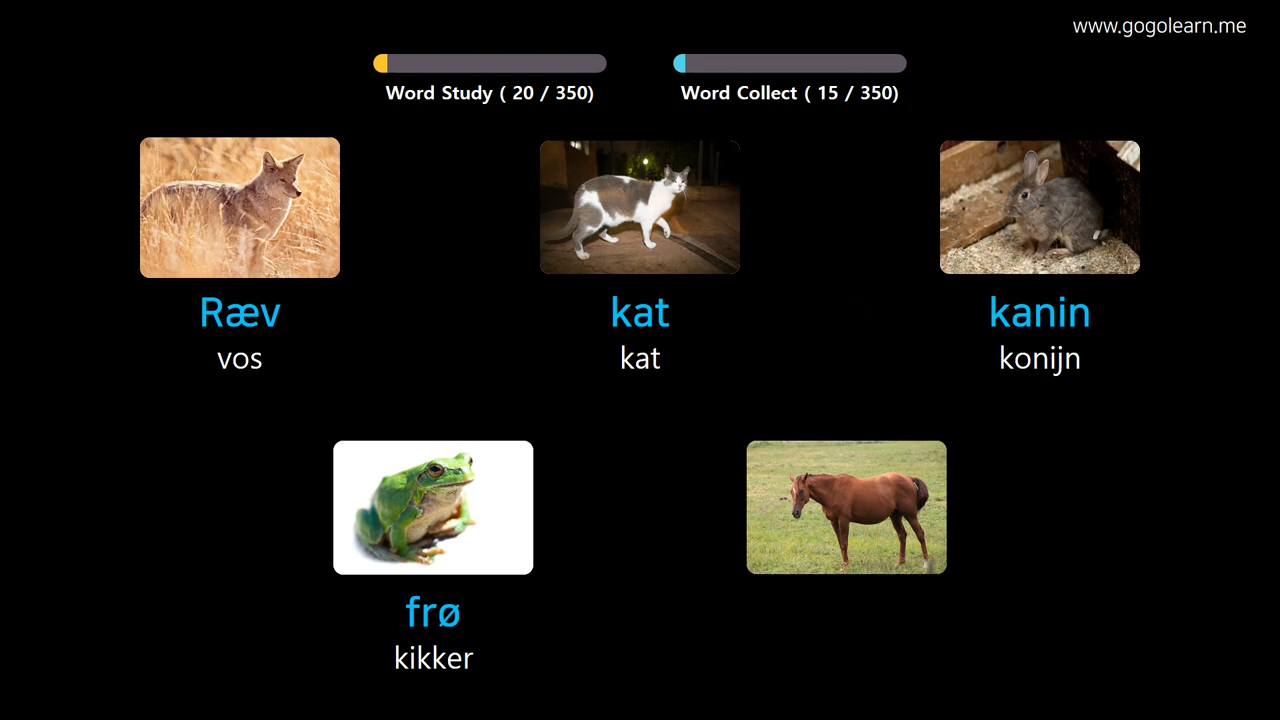 www.gogolearn.me
Word Study ( 20 / 350)
Word Collect ( 15 / 350)
Ræv
vos
kat
kat
kanin
konijn
frø
kikker